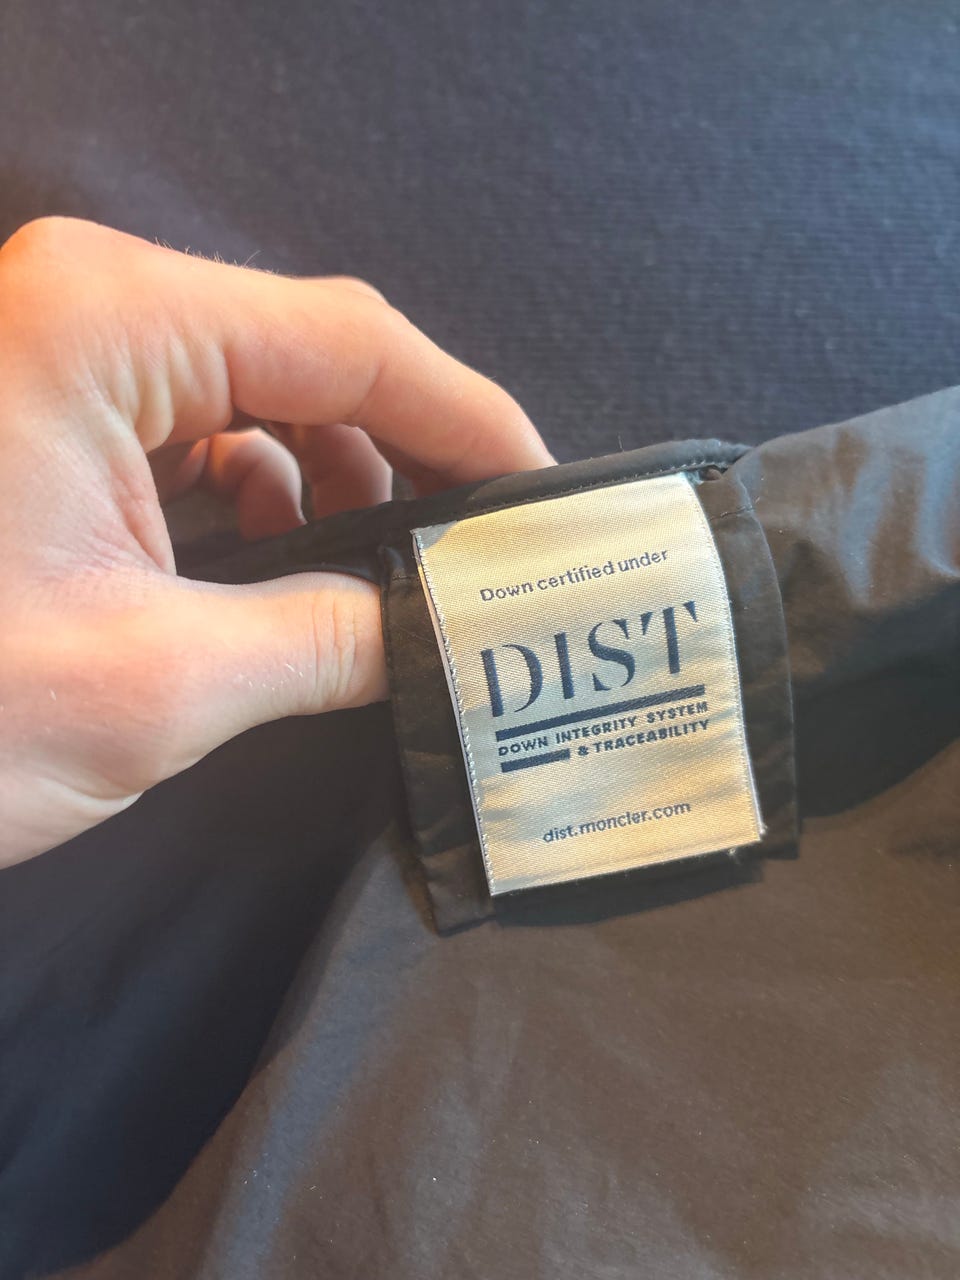 Down certified under
DIST
DOWN INTEGRITY SYSTEM
& TRACEABILITY
dist.moncler.com